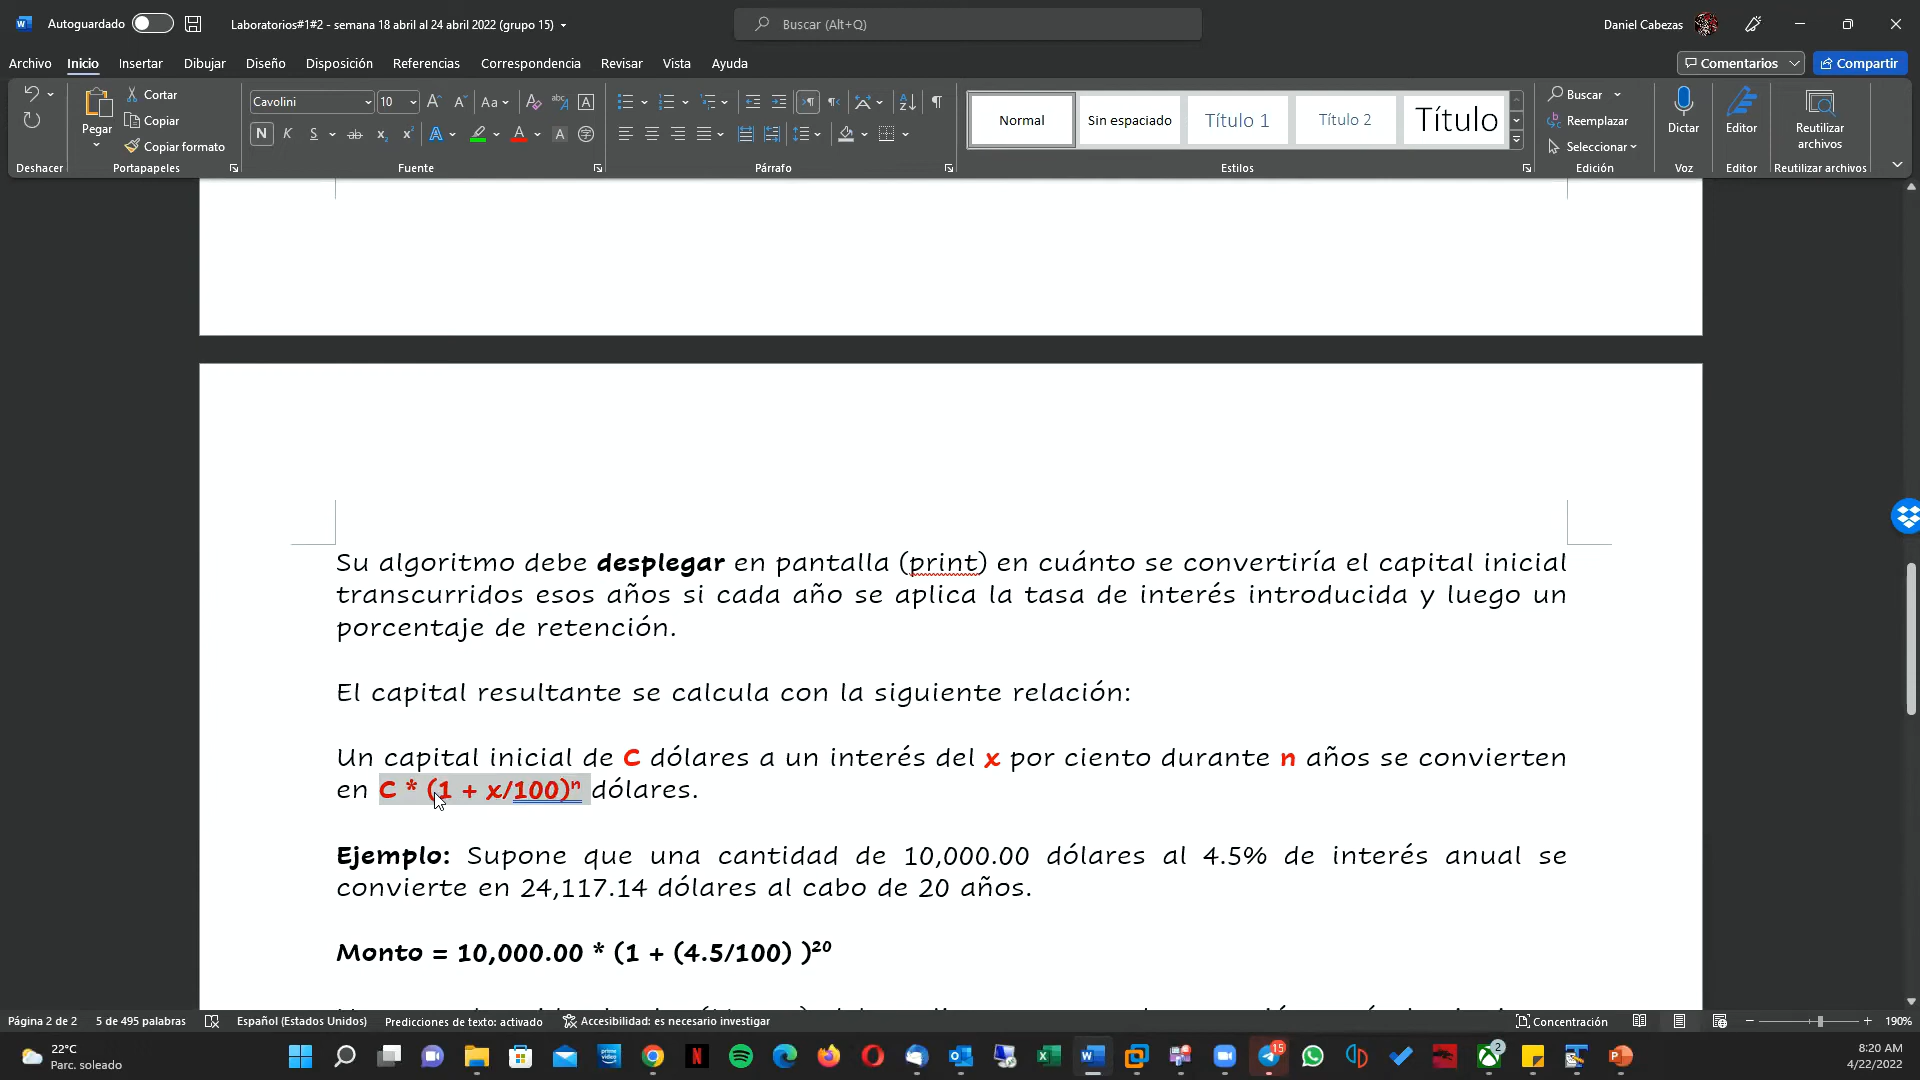 Autoguardado
Laboratorios#1#2 - semana 18 abril al 24 abril 2022 (grupo 15)
Buscar (Alt+Q)
Daniel Cabezas
Archivo Inicio Insertar Dibujar Diseño Disposición Referencias Correspondencia Revisar Vista Ayuda
Comentarios
Compartir
Pegar
Cortar
Copiar
Copiar formato
Cavolini 10
Normal Sin espaciado Título 1 Título 2 Título
Buscar
Reemplazar
Seleccionar
Dictar
Editor
Reutilizar
archivos
Deshacer Portapapeles Fuente Párrafo Estilos Edición Voz Editor Reutilizar archivos
Su algoritmo debe desplegar en pantalla (print) en cuánto se convertiría el capital inicial
transcurridos esos años si cada año se aplica la tasa de interés introducida y luego un
porcentaje de retención.
El capital resultante se calcula con la siguiente relación:
Un capital inicial de C dólares a un interés del x por ciento durante n años se convierten
en C * (1 + x/100)ⁿ dólares.
Ejemplo: Supone que una cantidad de 10,000.00 dólares al 4.5% de interés anual se
convierte en 24,117.14 dólares al cabo de 20 años.
Monto = 10,000.00 * (1 + (4.5/100) )²⁰
Página 2 de 2 5 de 495 palabras Español (Estados Unidos) Predicciones de texto: activado Accesibilidad: es necesario investigar Concentración 190%
22°C
Parc. soleado
15
2
8:20 AM
4/22/2022